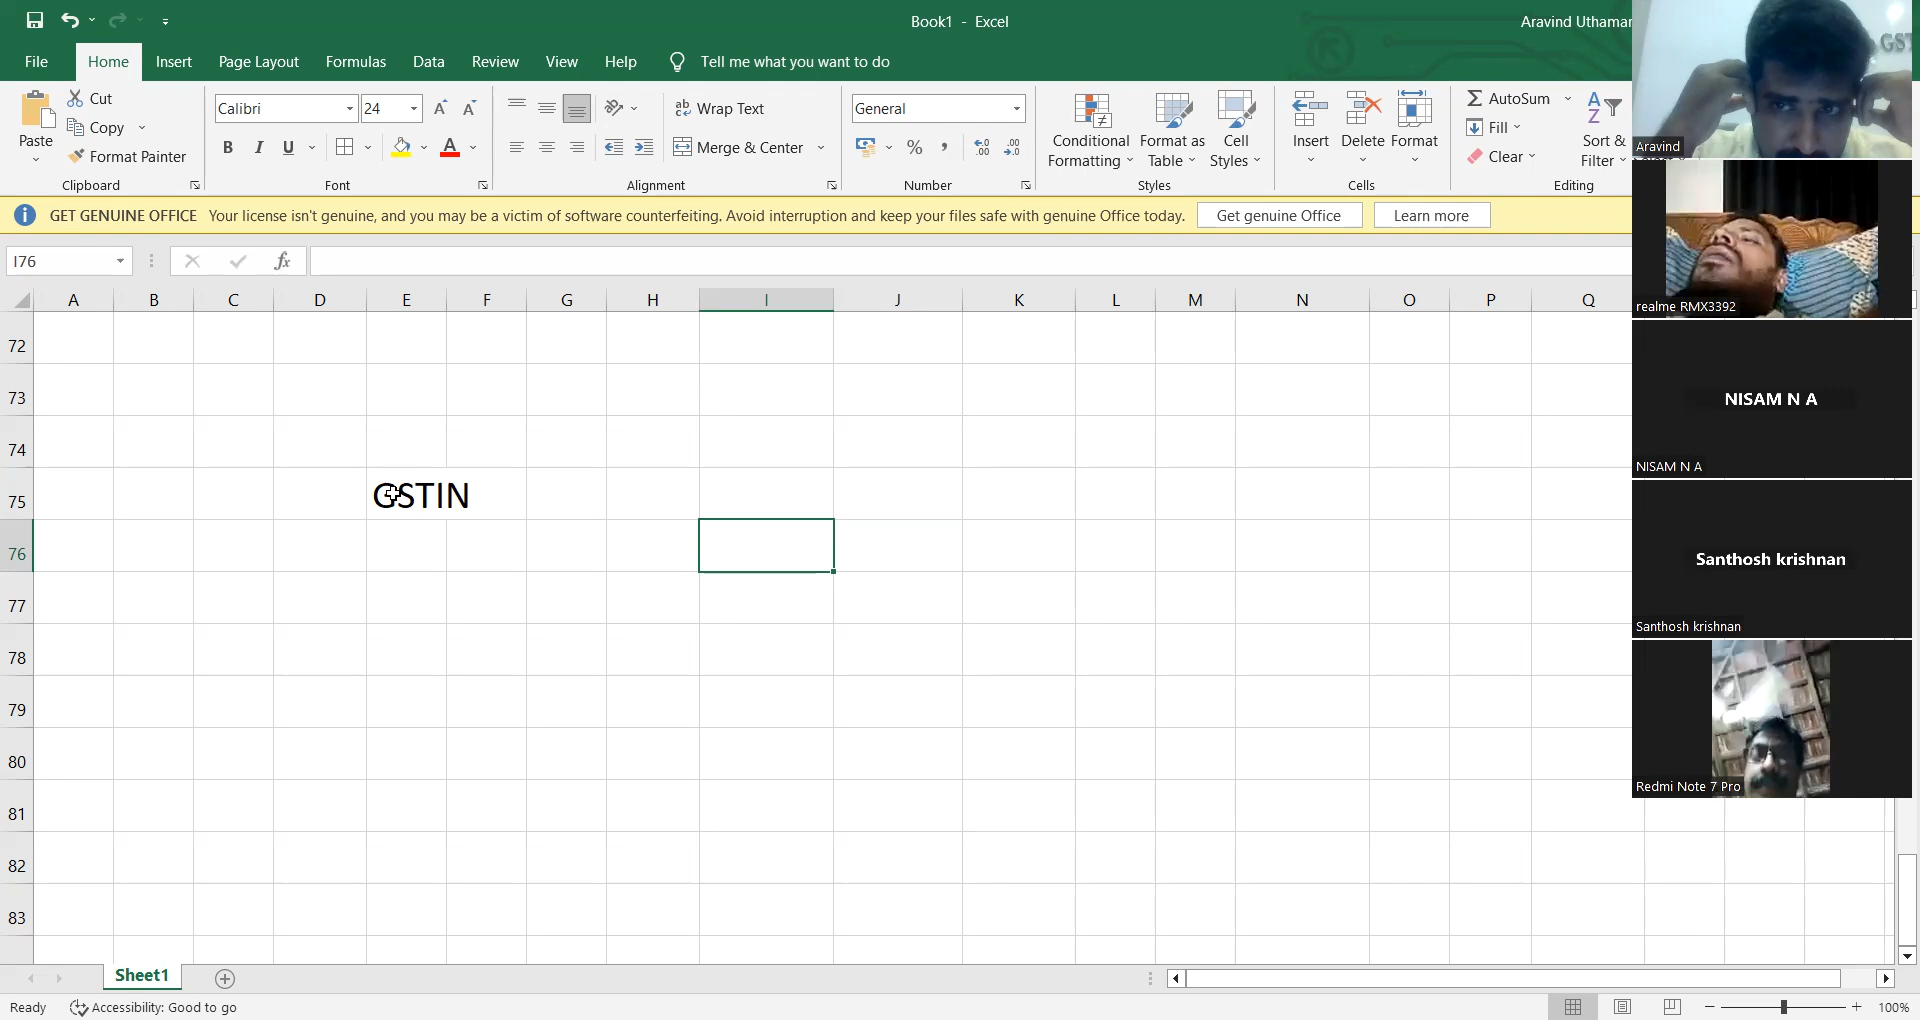 Book1 - Excel
Aravind Uthaman
File Home Insert Page Layout Formulas Data Review View Help Tell me what you want to do
Paste
Cut
Copy
Format Painter
Clipboard
Calibri 24
B I U
Font
Wrap Text
Merge & Center
Alignment
General
Number
Conditional Formatting
Format as Table
Cell Styles
Styles
Insert Delete Format
Cells
AutoSum
Fill
Clear
Sort & Filter
Editing
GET GENUINE OFFICE Your license isn't genuine, and you may be a victim of software counterfeiting. Avoid interruption and keep your files safe with genuine Office today. Get genuine Office Learn more
I76 fx
A B C D E F G H I J K L M N O P Q
72
73
74
75 GSTIN
76
77
78
79
80
81
82
83
Sheet1
Ready Accessibility: Good to go 100%
Aravind
realme RMX3392
NISAM N A
NISAM N A
Santhosh krishnan
Santhosh krishnan
Redmi Note 7 Pro